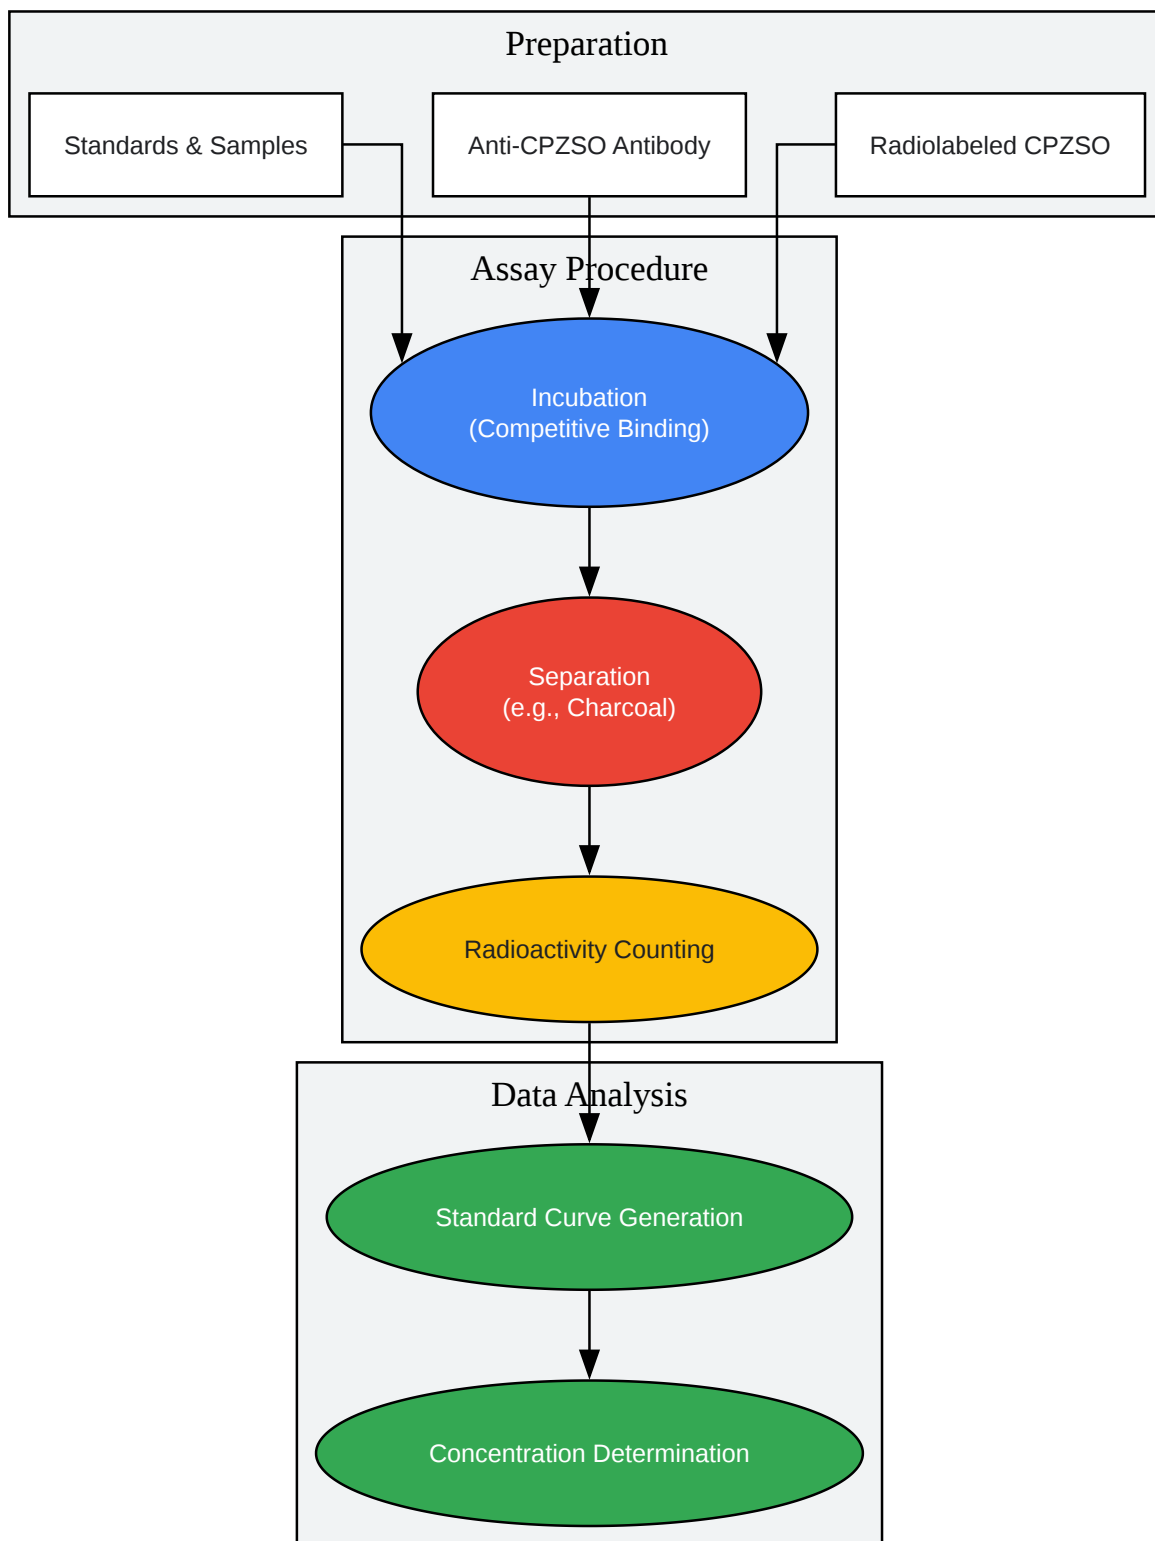 Preparation
Standards & Samples
Anti-CPZSO Antibody
Radiolabeled CPZSO
Assay Procedure
Incubation
(Competitive Binding)
Separation
(e.g., Charcoal)
Radioactivity Counting
Data Analysis
Standard Curve Generation
Concentration Determination